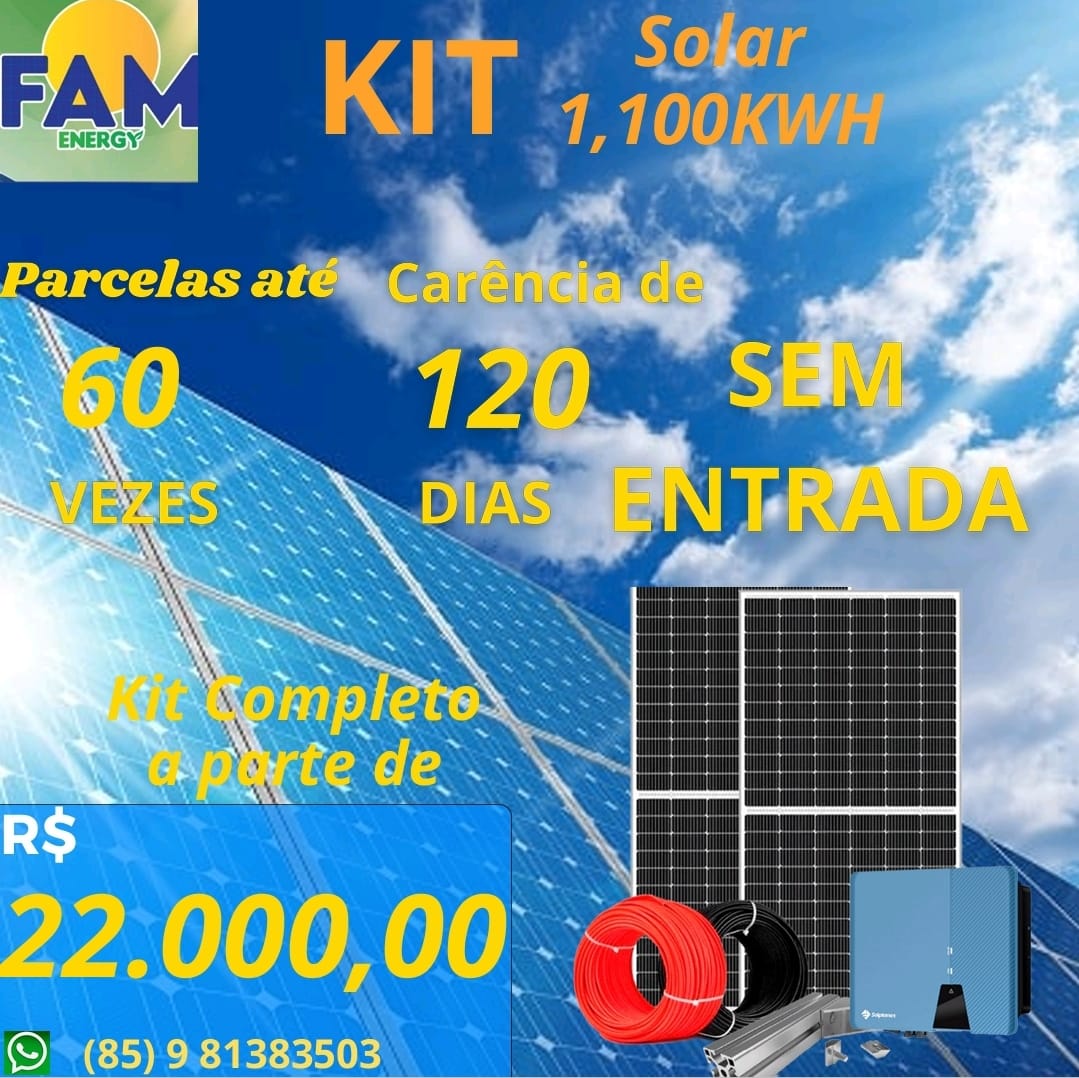 FAM
ENERGY
KIT
Solar
1,100KWH
Parcelas até
60
VEZES
Carência de
120
DIAS
SEM
ENTRADA
Kit Completo
a parte de
R$
22.000,00
(85) 9 81383503
Solplanet